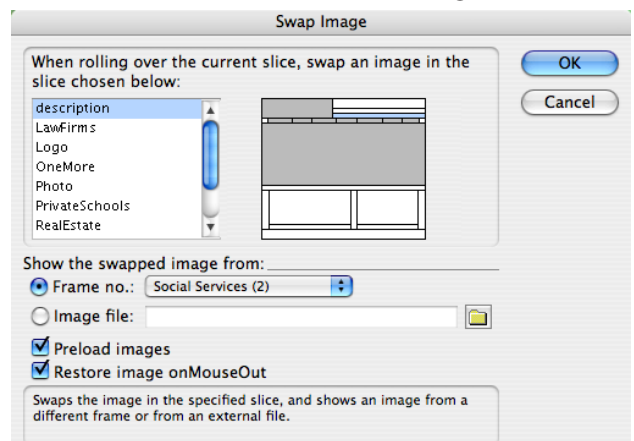 Swap Image
When rolling over the current slice, swap an image in the
slice chosen below:
OK
Cancel
description
LawFirms
Logo
OneMore
Photo
PrivateSchools
RealEstate
Show the swapped image from:
Frame no.: Social Services (2)
Image file:
Preload images
Restore image onMouseOut
Swaps the image in the specified slice, and shows an image from a
different frame or from an external file.